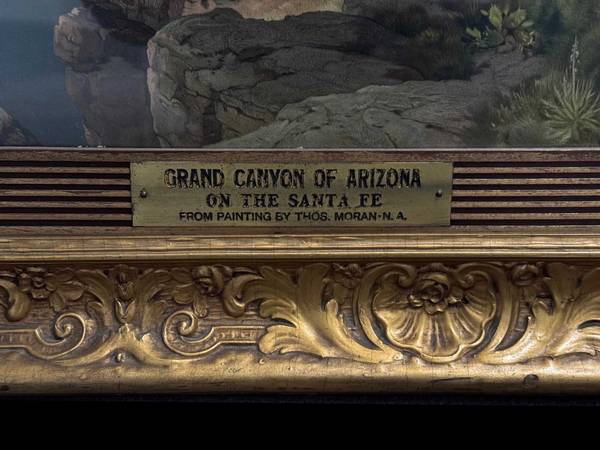 GRAND CANYON OF ARIZONA
ON THE SANTA FE
FROM PAINTING BY THOS. MORAN-N.A.